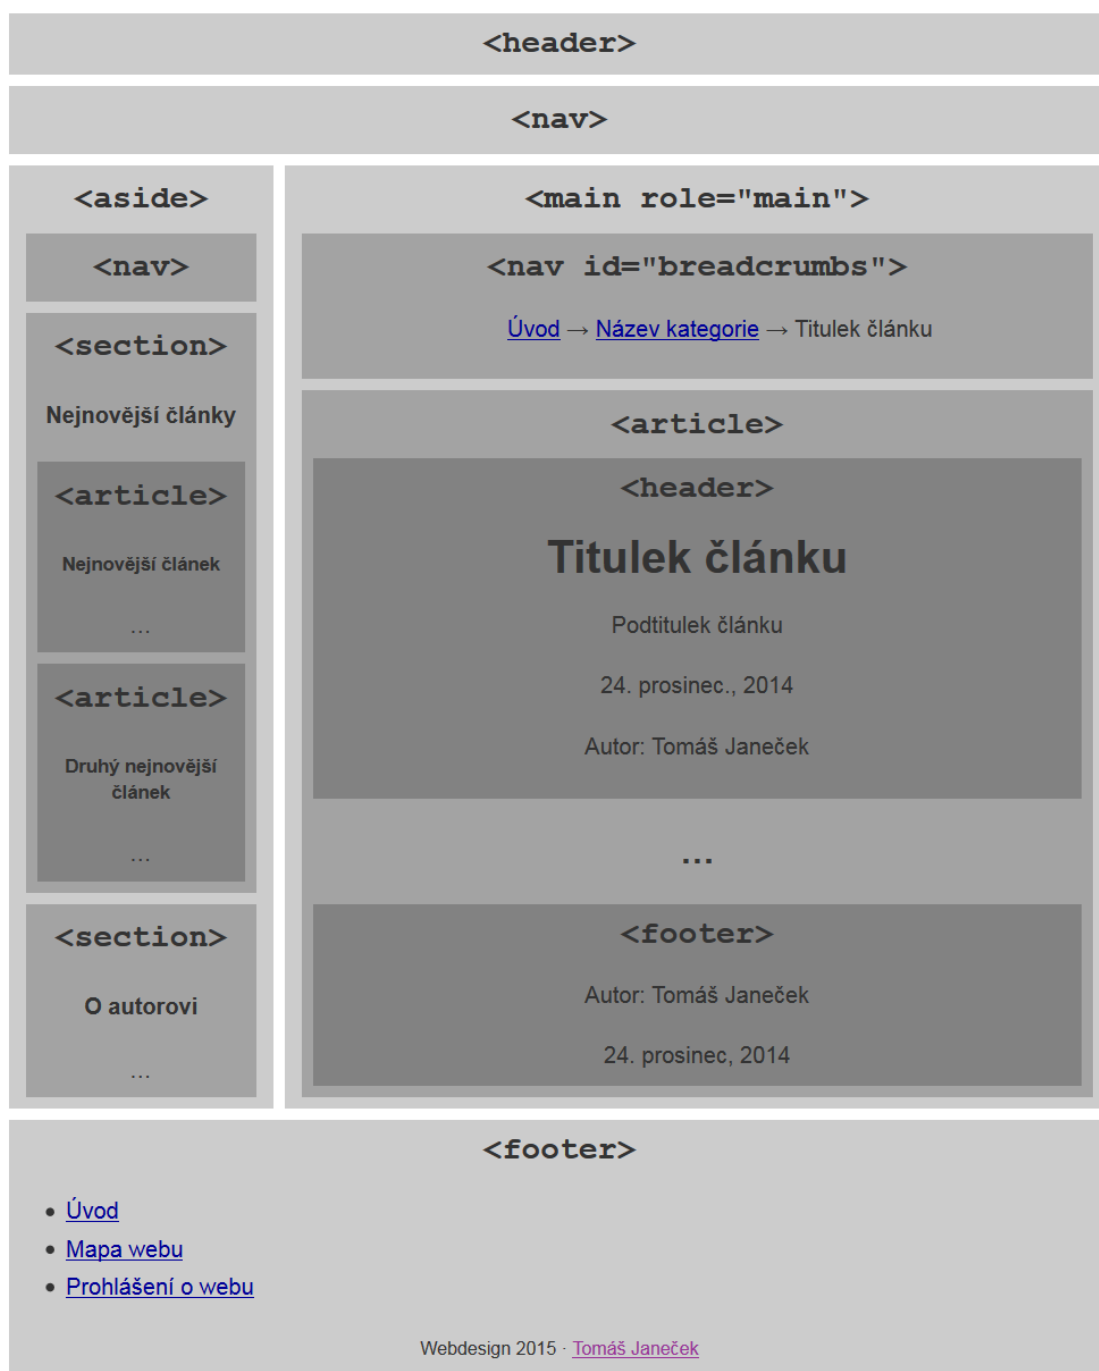 <header>
<nav>
<aside>
<nav>
<section>
Nejnovější články
<article>
Nejnovější článek
...
<article>
Druhý nejnovější
článek
...
<section>
O autorovi
...
<main role="main">
<nav id="breadcrumbs">
Úvod → Název kategorie → Titulek článku
<article>
<header>
Titulek článku
Podtitulek článku
24. prosinec., 2014
Autor: Tomáš Janeček
...
<footer>
Autor: Tomáš Janeček
24. prosinec, 2014
<footer>
• Úvod
• Mapa webu
• Prohlášení o webu
Webdesign 2015 · Tomáš Janeček